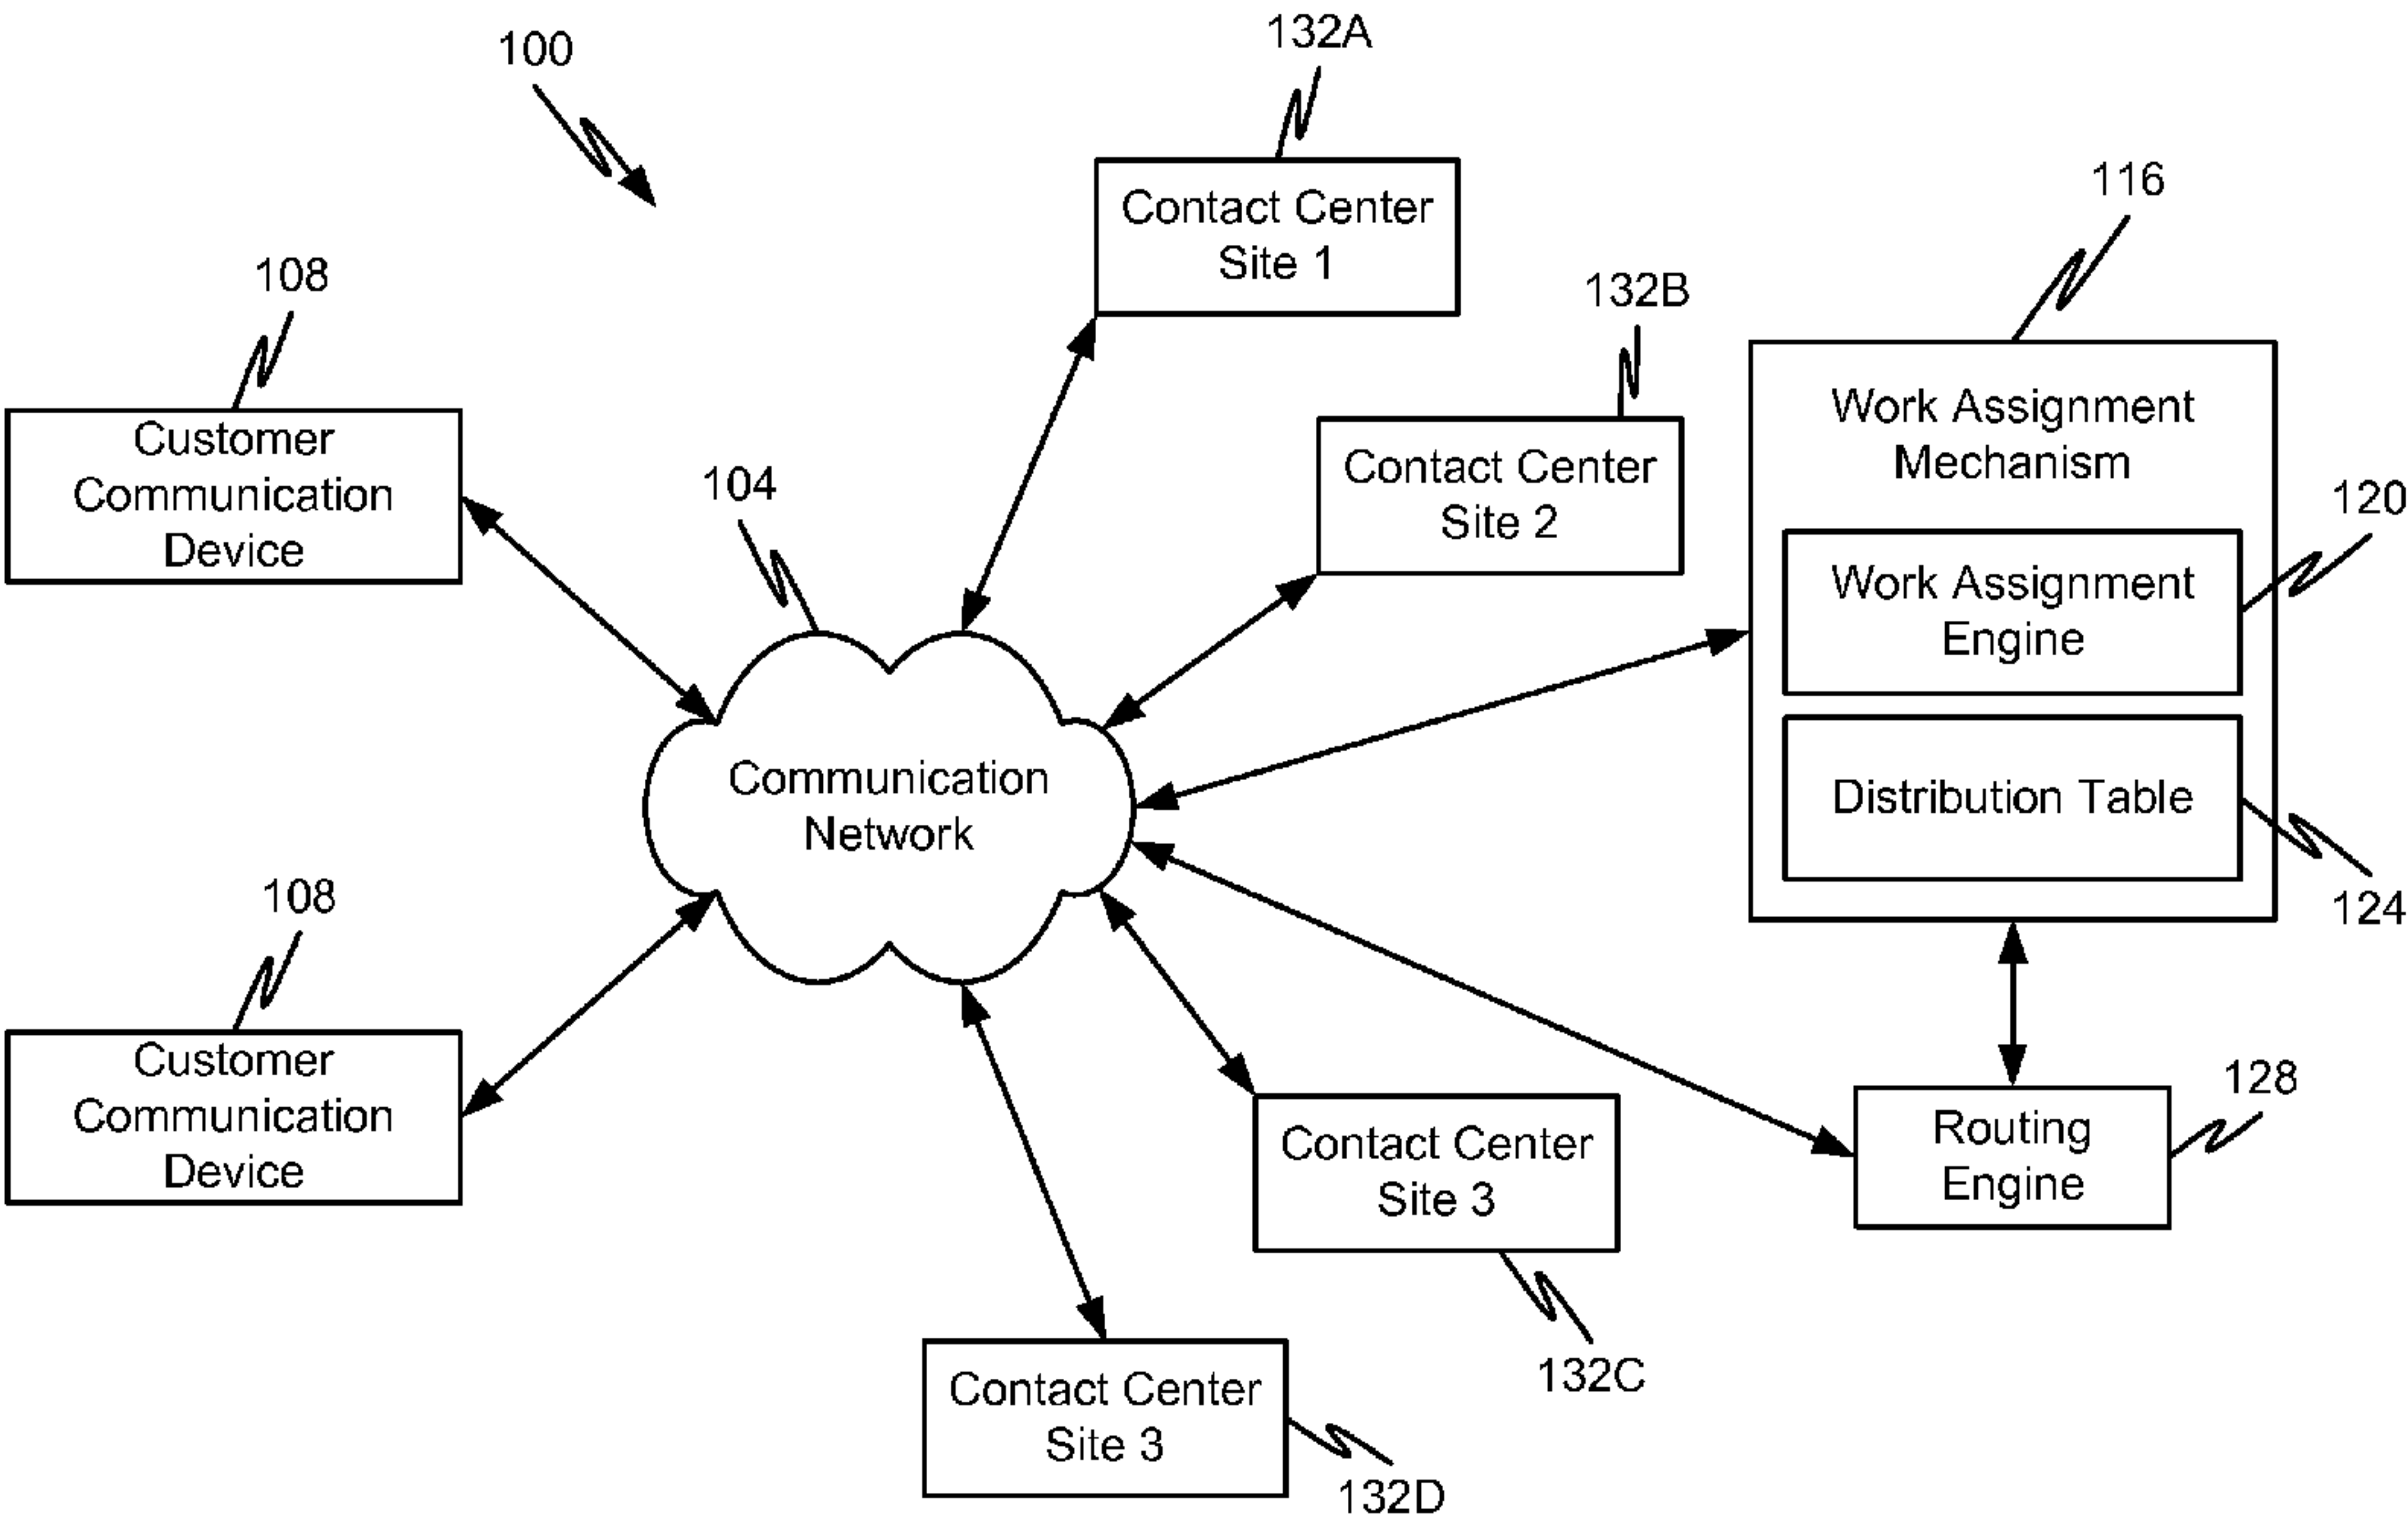 100
132A
Contact Center
Site 1
116
108
132B
Customer
Communication
Device
104
Contact Center
Site 2
Work Assignment
Mechanism
120
Work Assignment
Engine
Communication
Network
Distribution Table
124
108
Customer
Communication
Device
128
Routing
Engine
Contact Center
Site 3
132C
Contact Center
Site 3
132D